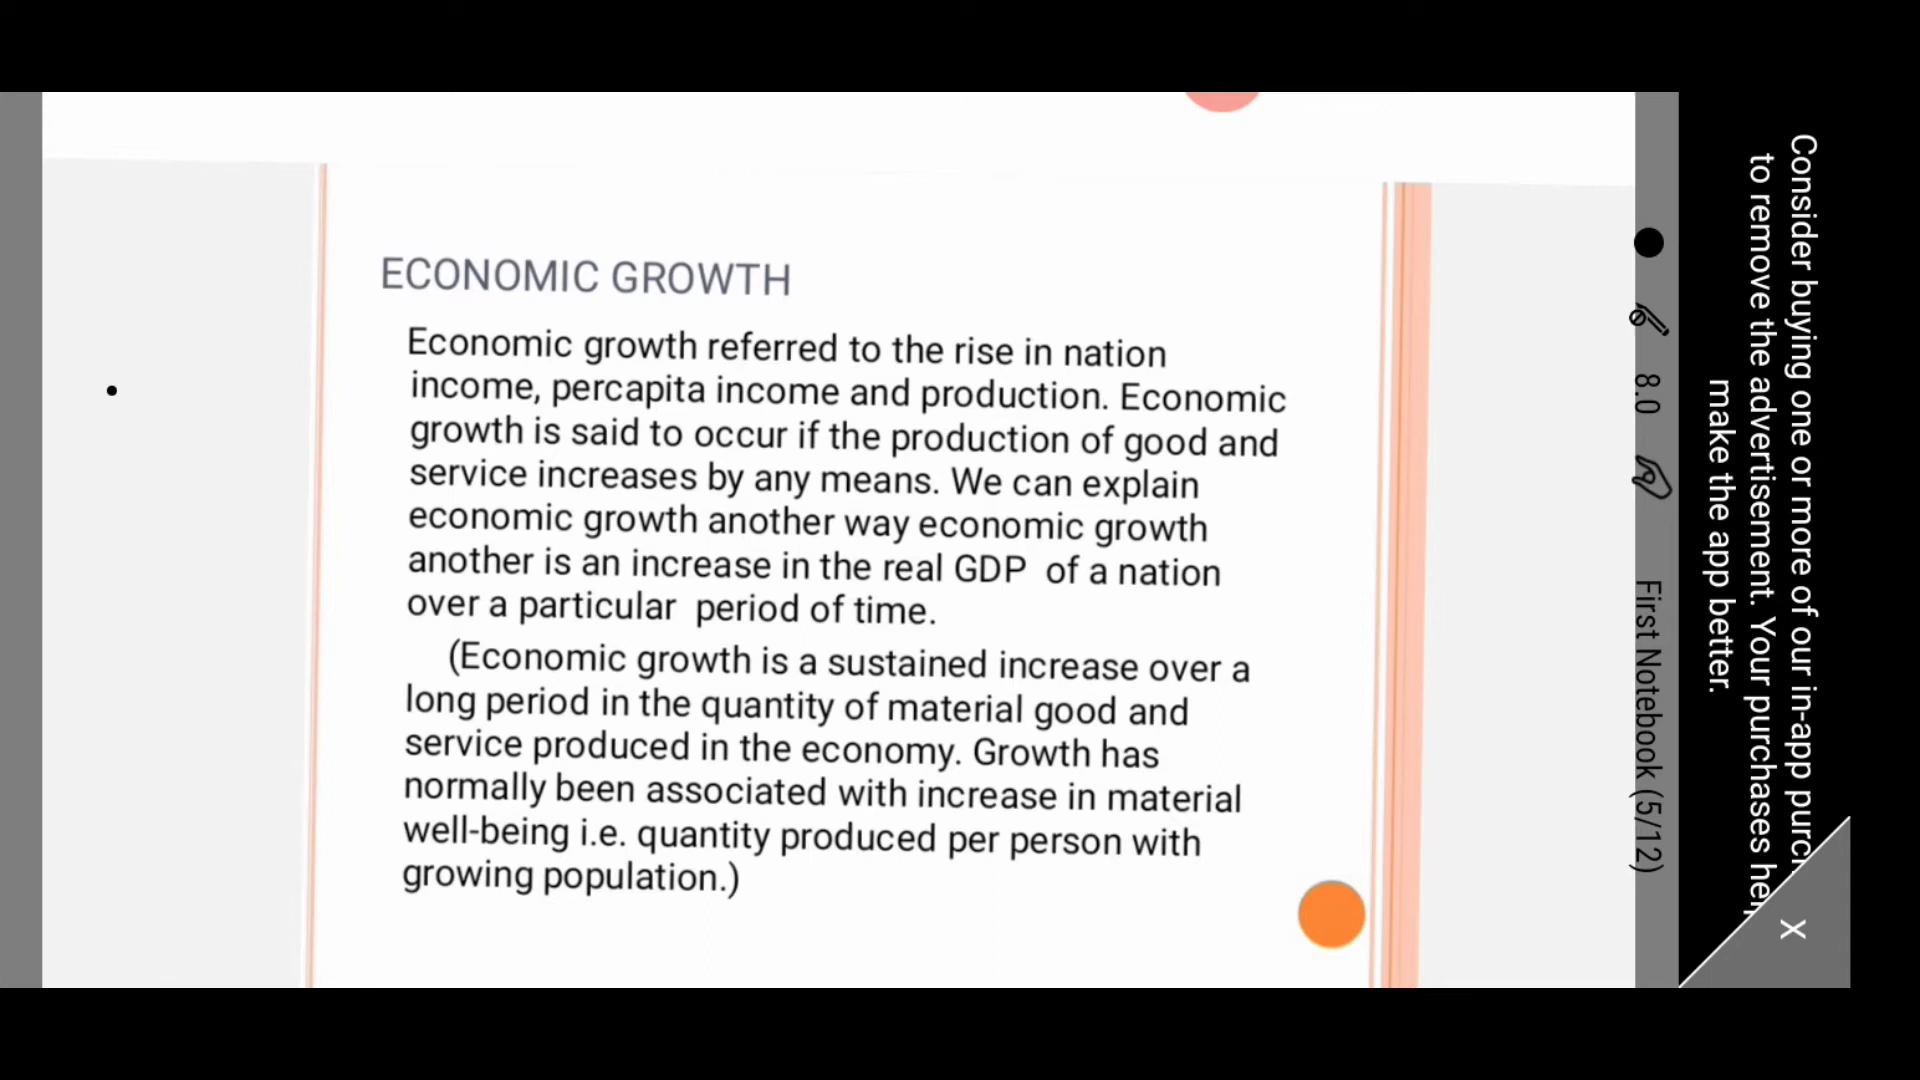 ECONOMIC GROWTH
Economic growth referred to the rise in nation
income, percapita income and production. Economic
growth is said to occur if the production of good and
service increases by any means. We can explain
economic growth another way economic growth
another is an increase in the real GDP of a nation
over a particular period of time.
(Economic growth is a sustained increase over a
long period in the quantity of material good and
service produced in the economy. Growth has
normally been associated with increase in material
well-being i.e. quantity produced per person with
growing population.)
8.0
First Notebook (5/12)
Consider buying one or more of our in-app
to remove the advertisement. Your purchases
make the app better.
X